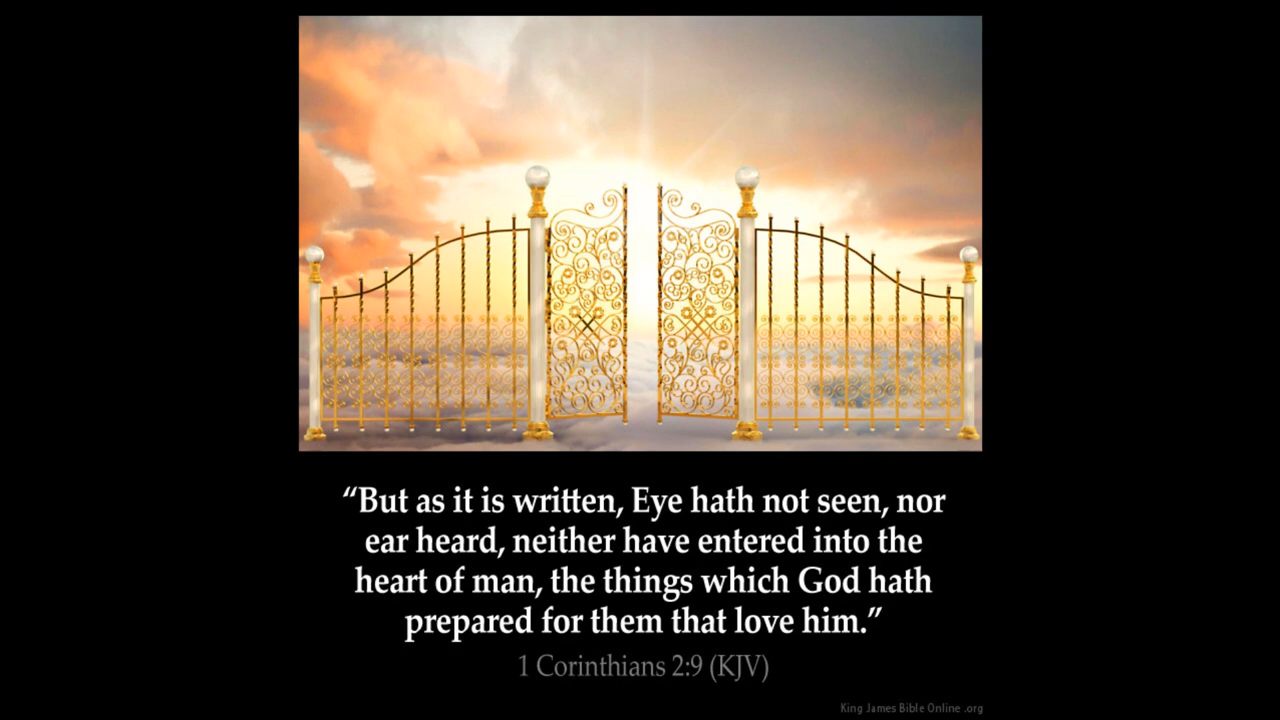 “But as it is written, Eye hath not seen, nor
ear heard, neither have entered into the
heart of man, the things which God hath
prepared for them that love him.”
1 Corinthians 2:9 (KJV)
King James Bible Online .org